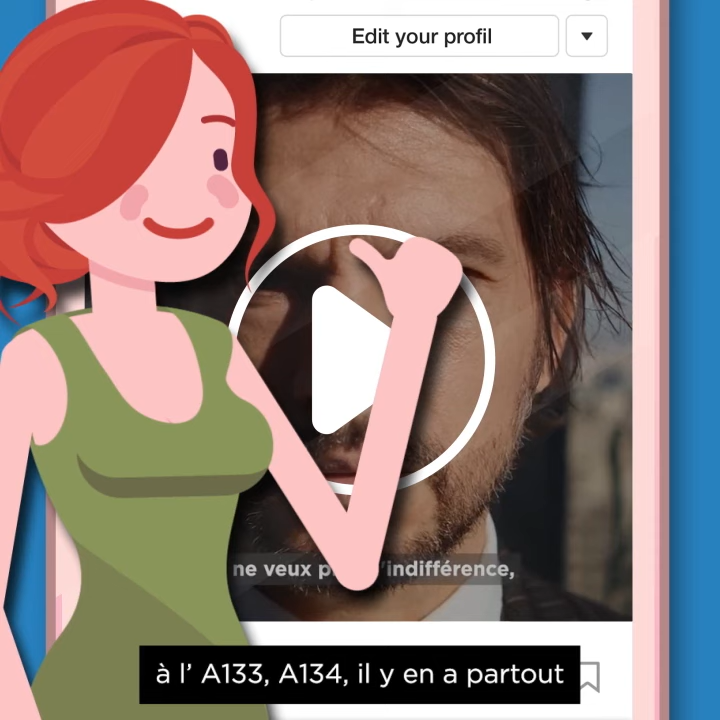 Edit your profil
ne veux 'indifférence,
à l' A133, A134, il y en a partout